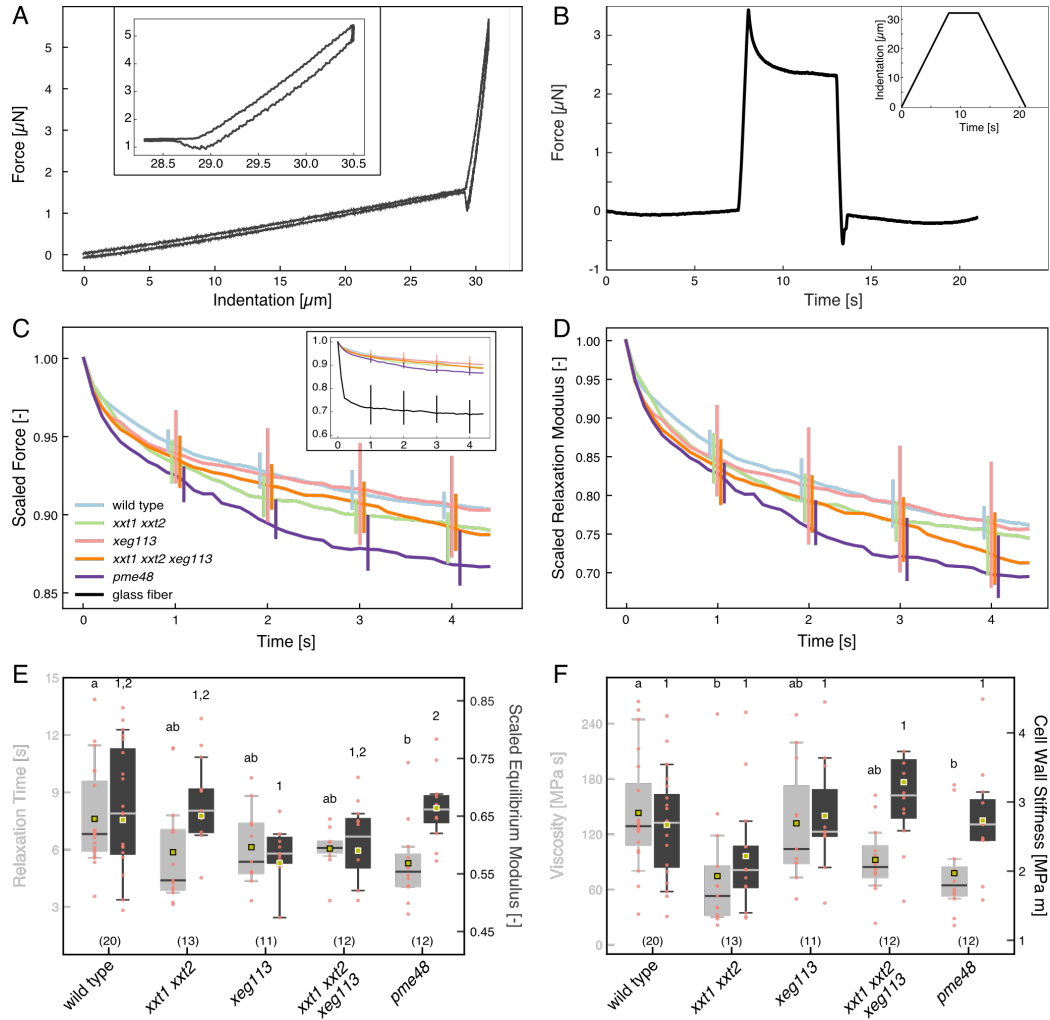 A
Force [µN]
5
4
3
2
1
0
0
5
10
15
20
25
30
Indentation [µm]
5
4
3
2
1
28.5
29.0
29.5
30.0
30.5
B
Force [µN]
3
2
1
0
-1
0
5
10
15
20
Time [s]
Indentation [µm]
30
20
10
0
0
10
20
Time [s]
C
Scaled Force [-]
1.00
0.95
0.90
0.85
0
1
2
3
4
Time [s]
wild type
xxt1 xxt2
xeg113
xxt1 xxt2 xeg113
pme48
glass fiber
1.0
0.9
0.8
0.7
0.6
0
1
2
3
4
D
Scaled Relaxation Modulus [-]
1.00
0.95
0.90
0.85
0.80
0.75
0.70
0
1
2
3
4
Time [s]
E
Relaxation Time [s]
15
12
9
6
3
Scaled Equilibrium Modulus [-]
0.85
0.75
0.65
0.55
0.45
a
1,2
ab
1,2
ab
1
ab
1,2
b
2
(20)
(13)
(11)
(12)
(12)
wild type
xxt1 xxt2
xeg113
xxt1 xxt2
xeg113
pme48
F
Viscosity [MPa s]
240
180
120
60
0
Cell Wall Stiffness [MPa m]
4
3
2
1
a
1
b
1
ab
1
ab
1
b
1
(20)
(13)
(11)
(12)
(12)
wild type
xxt1 xxt2
xeg113
xxt1 xxt2
xeg113
pme48